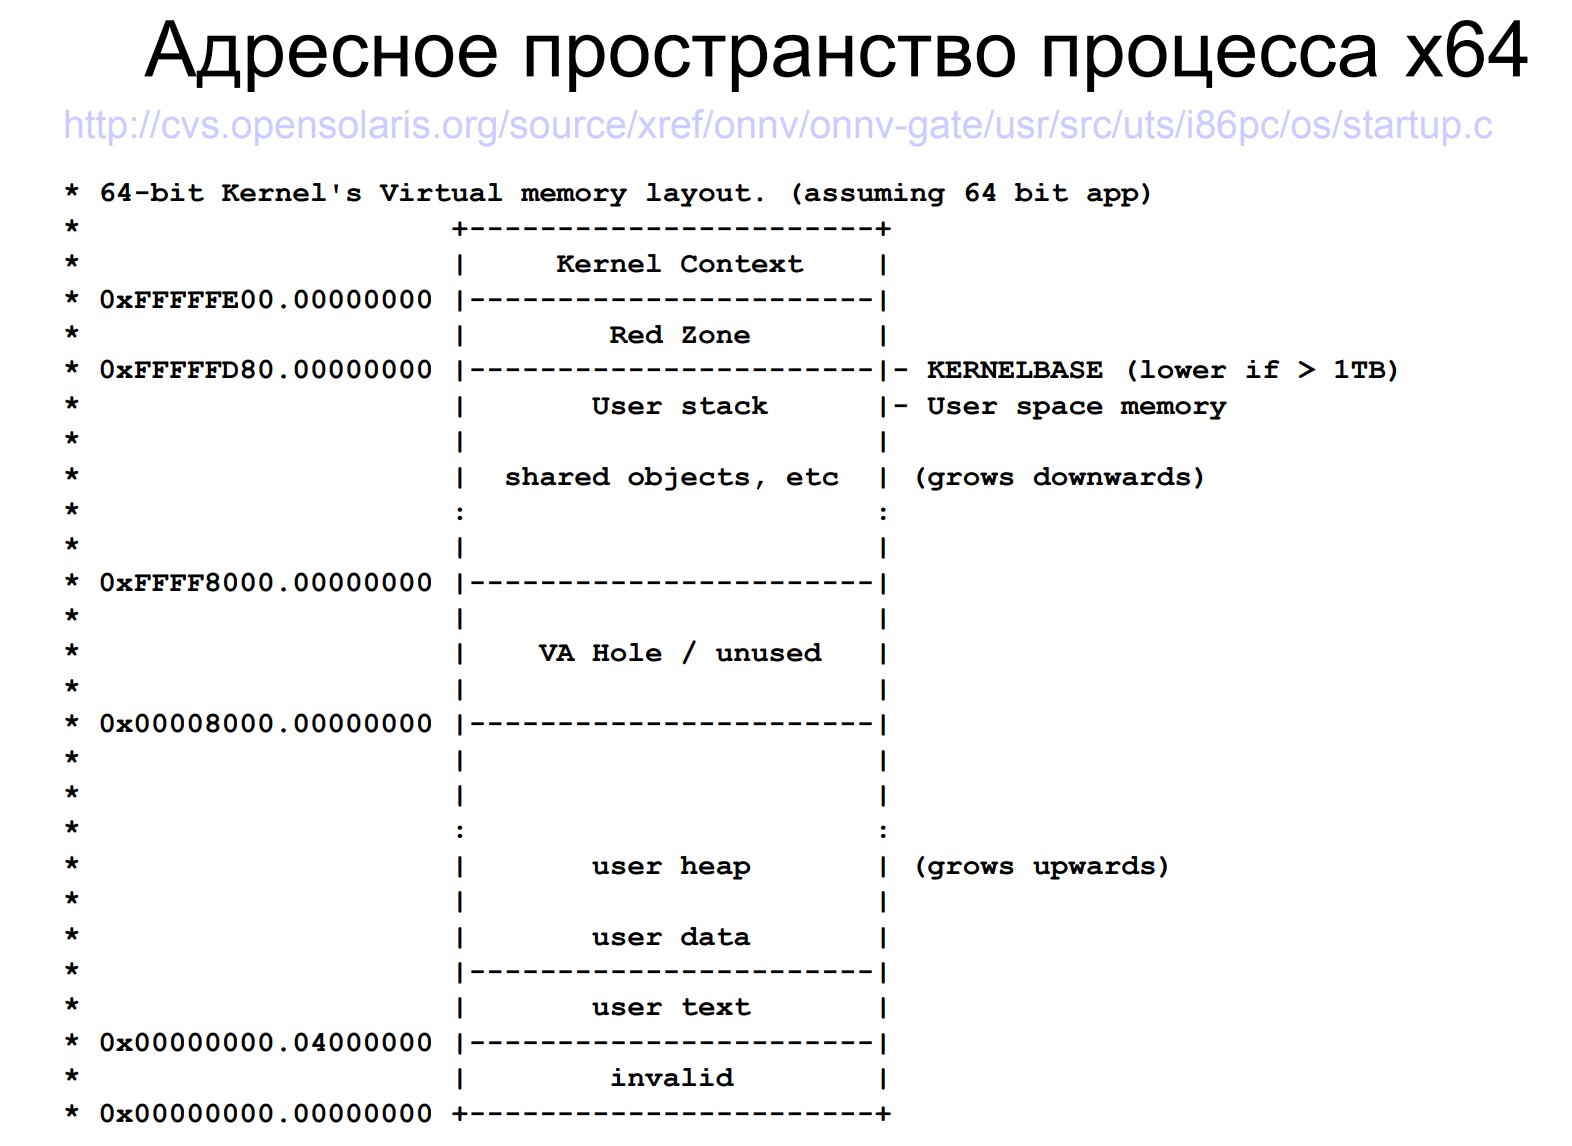 Адресное пространство процесса x64
http://cvs.opensolaris.org/source/xref/onnv/onnv-gate/usr/src/uts/i86pc/os/startup.c
* 64-bit Kernel's Virtual memory layout. (assuming 64 bit app)
*                     +-----------------------+
*                     |     Kernel Context    |
* 0xFFFFFE00.00000000 |-----------------------|
*                     |        Red Zone       |
* 0xFFFFFD80.00000000 |-----------------------|- KERNELBASE (lower if > 1TB)
*                     |       User stack      |- User space memory
*                     |                       |
*                     |  shared objects, etc  | (grows downwards)
*                     :                       :
*                     |                       |
* 0xFFFF8000.00000000 |-----------------------|
*                     |                       |
*                     |    VA Hole / unused   |
*                     |                       |
* 0x00008000.00000000 |-----------------------|
*                     |                       |
*                     |                       |
*                     :                       :
*                     |       user heap       | (grows upwards)
*                     |                       |
*                     |       user data       |
*                     |-----------------------|
*                     |       user text       |
* 0x00000000.04000000 |-----------------------|
*                     |        invalid        |
* 0x00000000.00000000 +-----------------------+